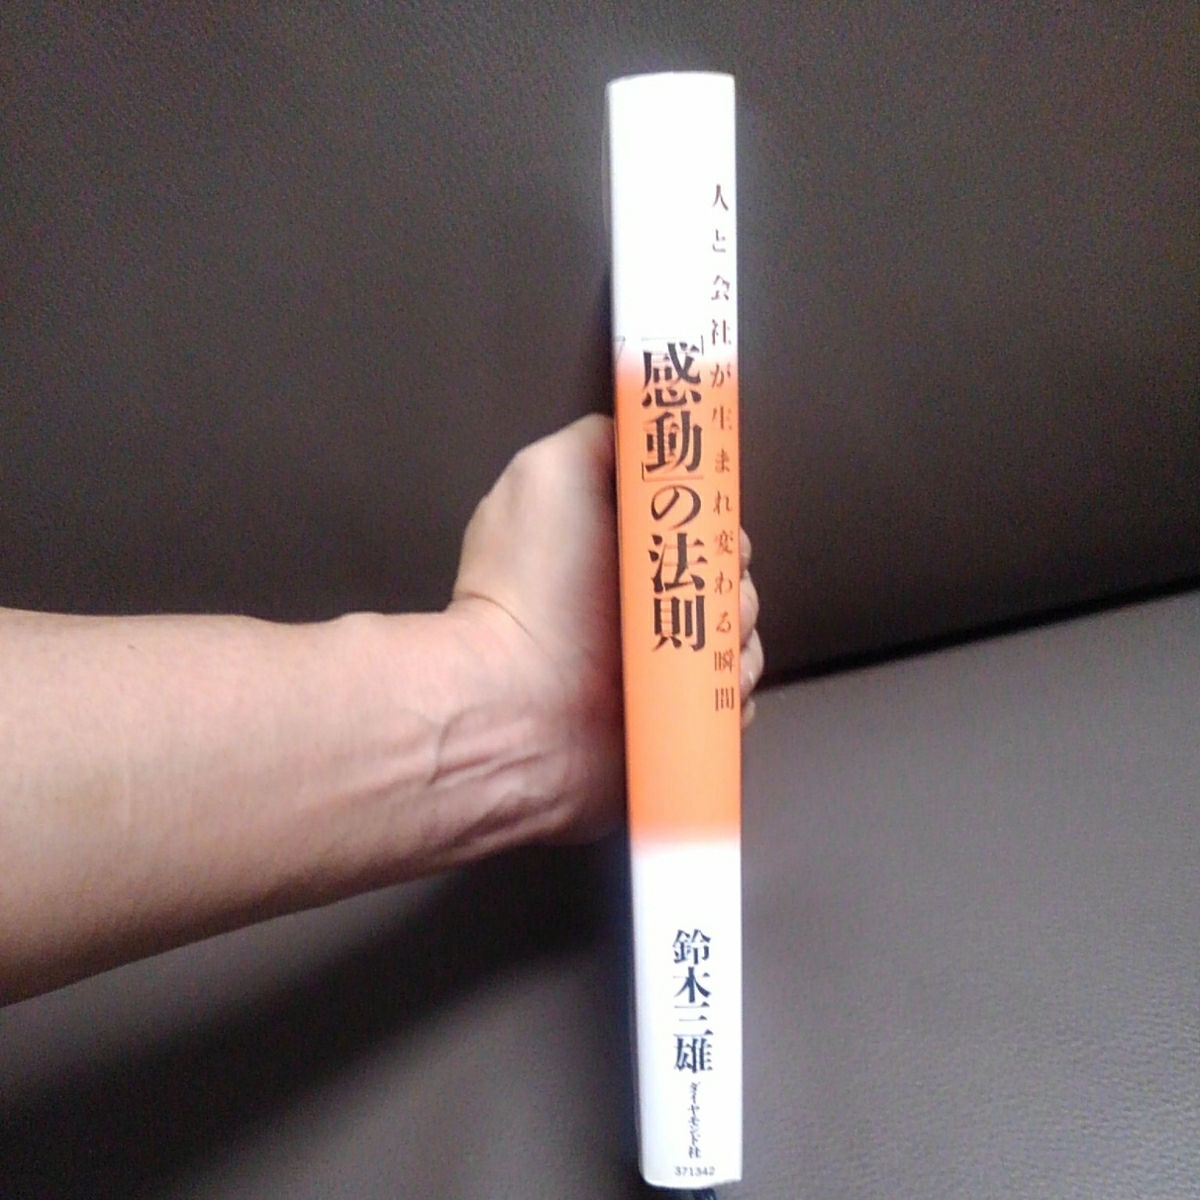 人と会社が生まれ変わる瞬間
「感動」の法則
鈴木三雄
ダイヤモンド社
371342